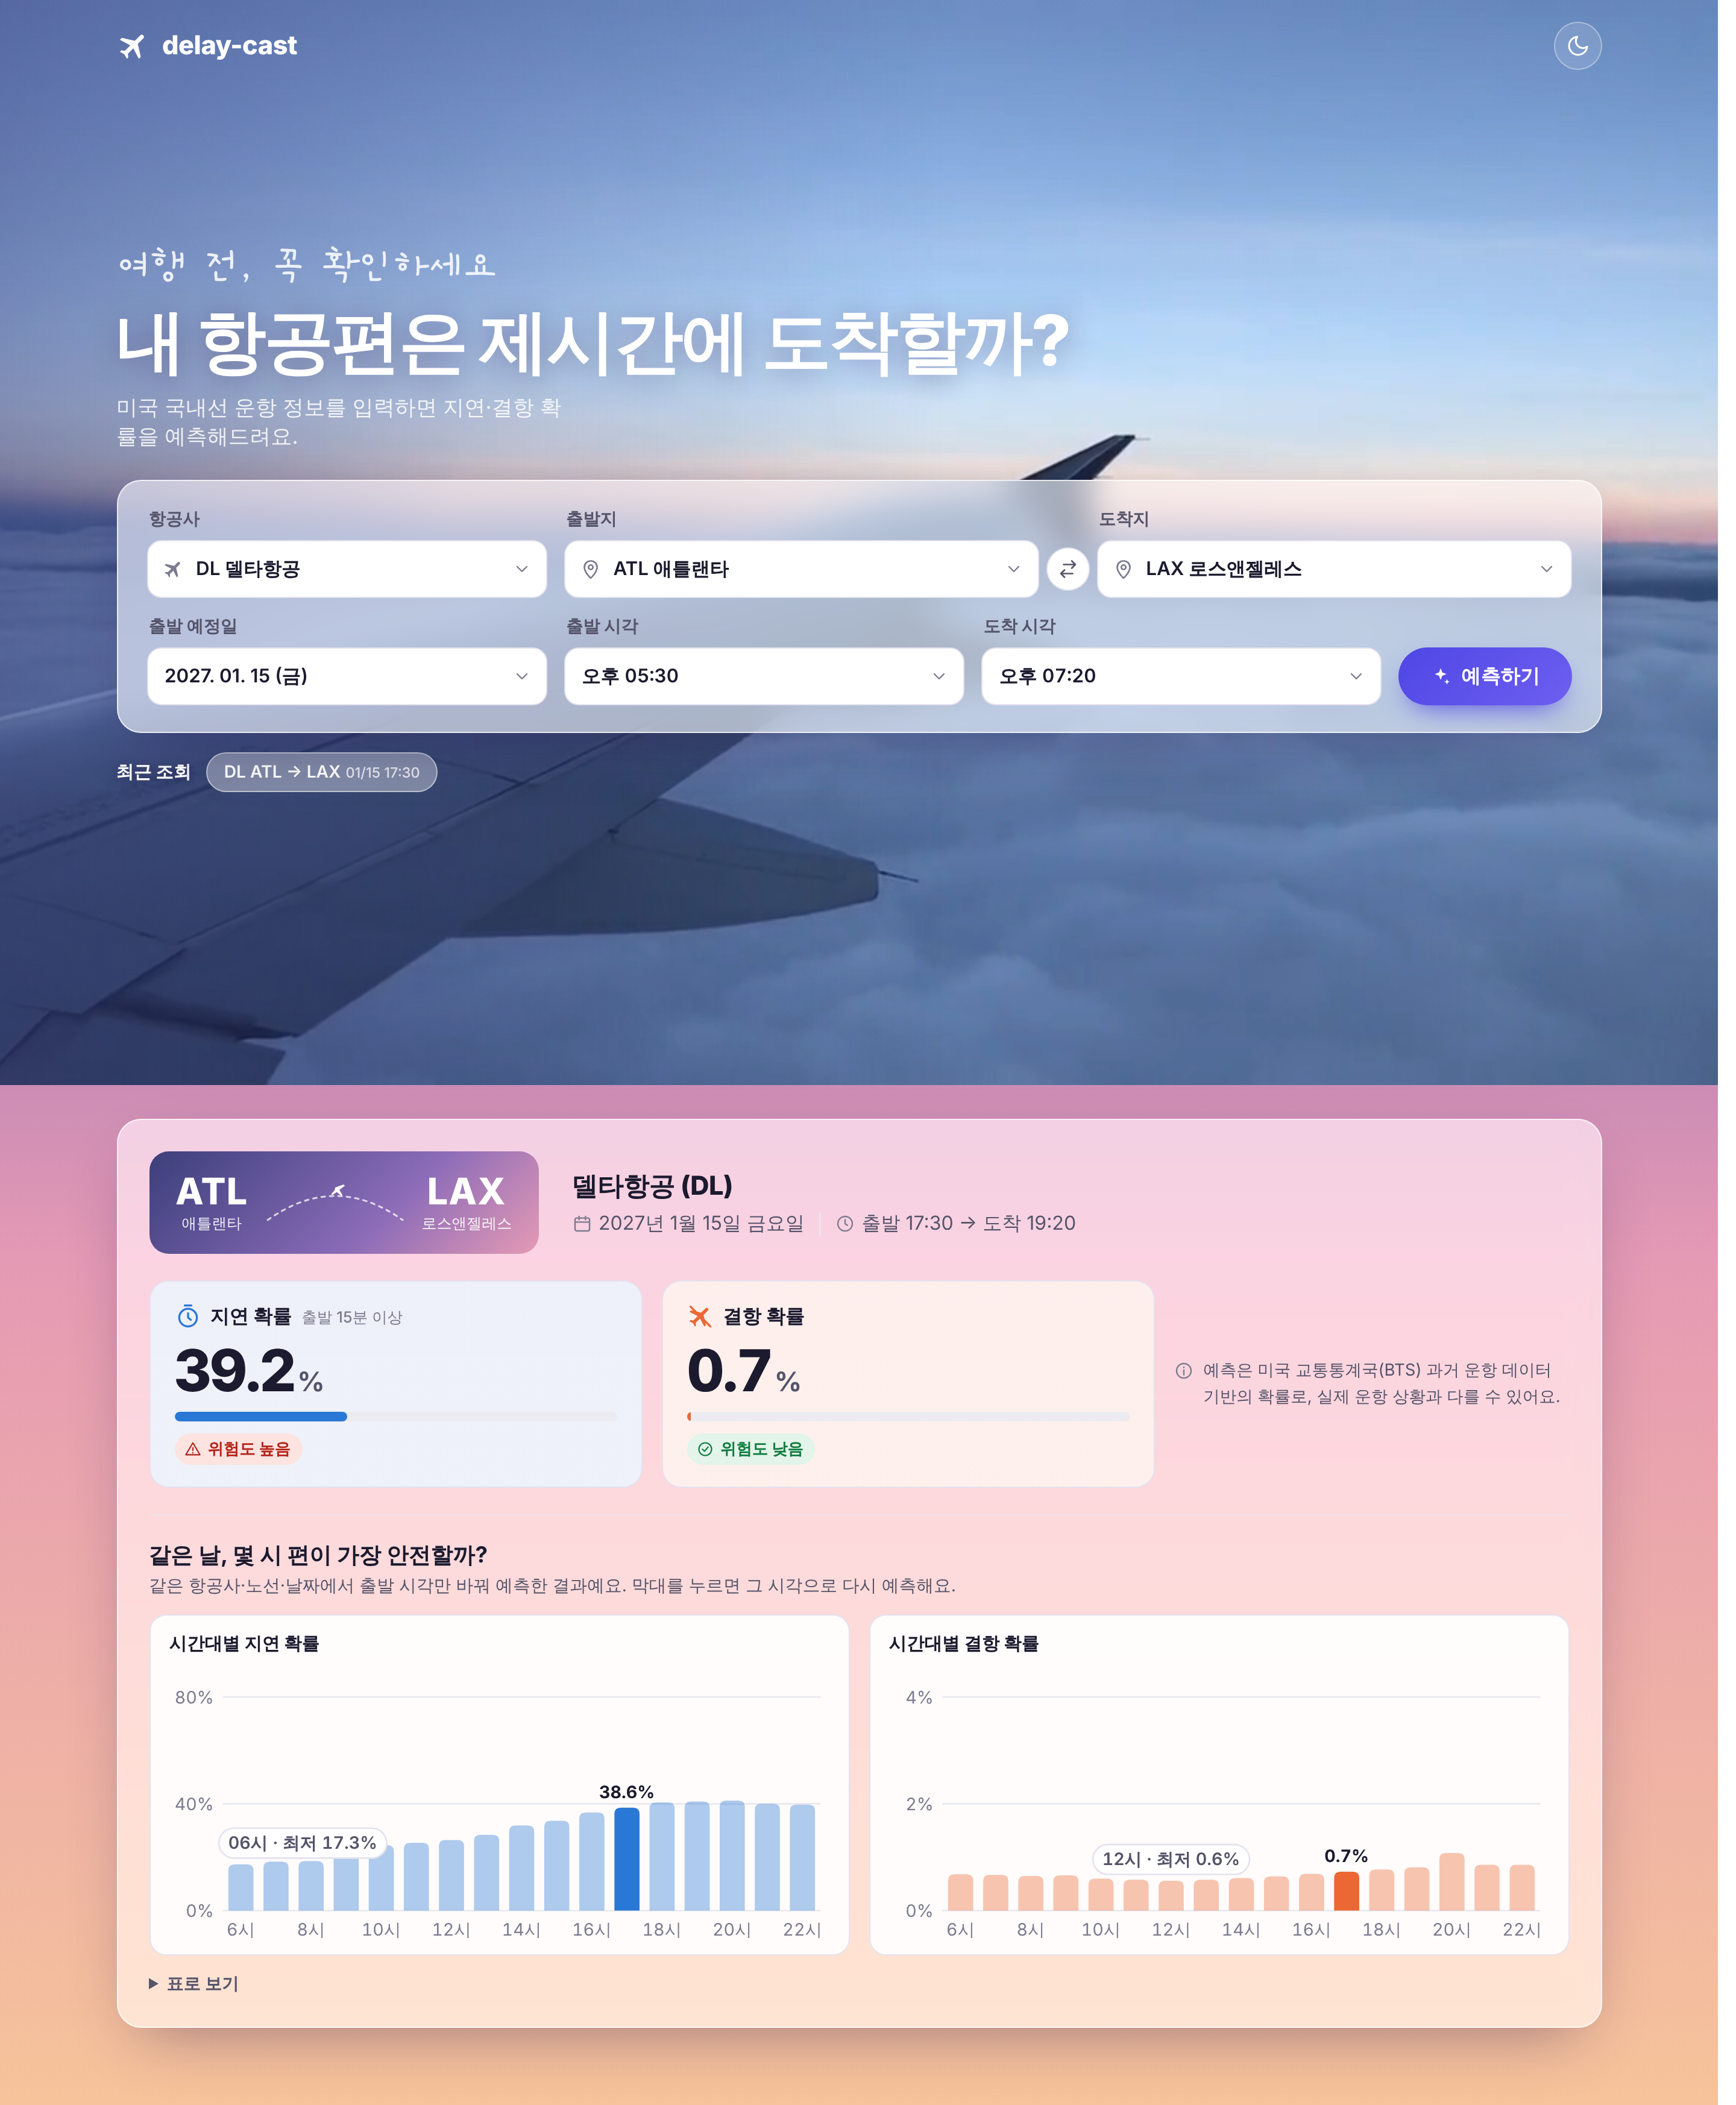 delay-cast
여행 전, 꼭 확인하세요
내 항공편은 제시간에 도착할까?
미국 국내선 운항 정보를 입력하면 지연·결항 확
률을 예측해드려요.
항공사
출발지
도착지
DL 델타항공
ATL 애틀랜타
LAX 로스앤젤레스
출발 예정일
출발 시각
도착 시각
2027. 01. 15 (금)
오후 05:30
오후 07:20
예측하기
최근 조회
DL ATL → LAX 01/15 17:30
ATL
애틀랜타
LAX
로스앤젤레스
델타항공 (DL)
2027년 1월 15일 금요일
출발 17:30 → 도착 19:20
지연 확률 출발 15분 이상
39.2%
위험도 높음
결항 확률
0.7%
위험도 낮음
예측은 미국 교통통계국(BTS) 과거 운항 데이터
기반의 확률로, 실제 운항 상황과 다를 수 있어요.
같은 날, 몇 시 편이 가장 안전할까?
같은 항공사·노선·날짜에서 출발 시각만 바꿔 예측한 결과예요. 막대를 누르면 그 시각으로 다시 예측해요.
시간대별 지연 확률
80%
40%
0%
38.6%
06시 · 최저 17.3%
6시 8시 10시 12시 14시 16시 18시 20시 22시
시간대별 결항 확률
4%
2%
0%
12시 · 최저 0.6%
0.7%
6시 8시 10시 12시 14시 16시 18시 20시 22시
▶ 표로 보기